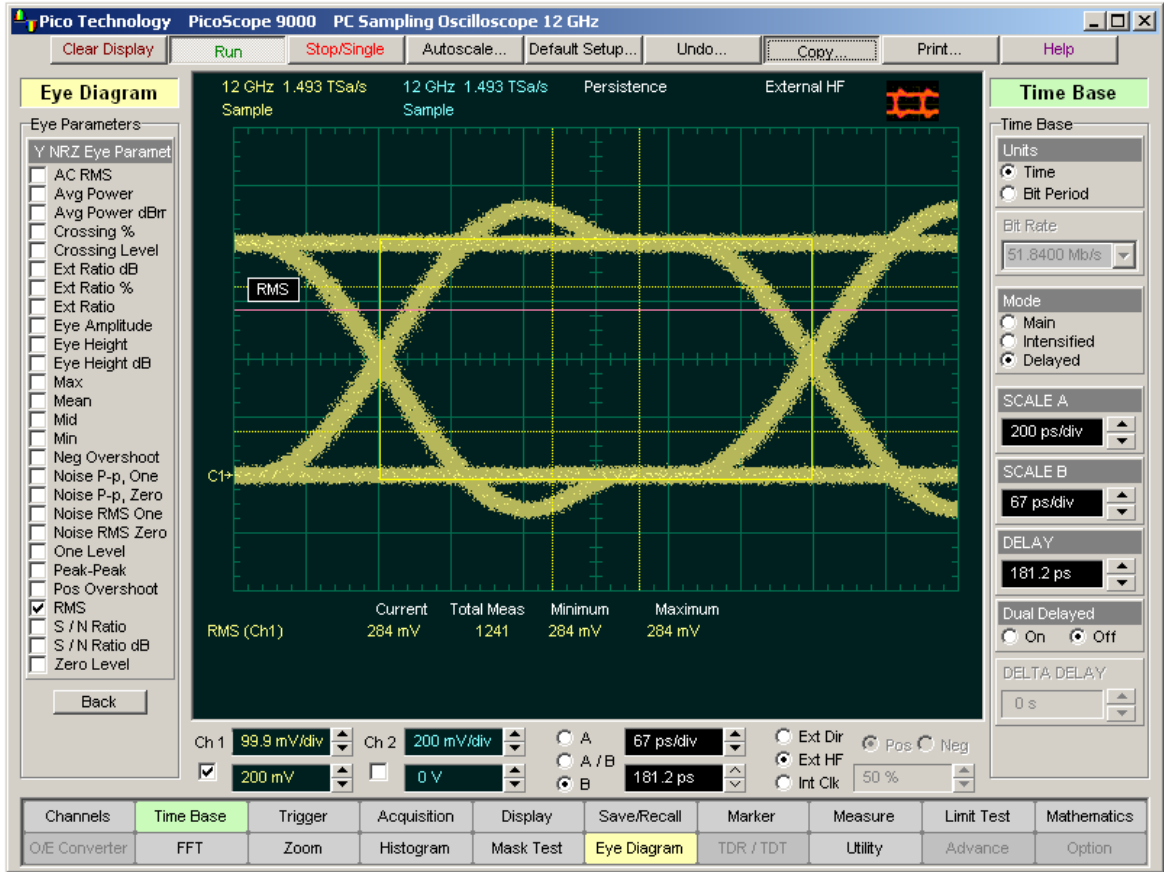 Pico Technology PicoScope 9000 PC Sampling Oscilloscope 12 GHz
Clear Display Run Stop/Single Autoscale... Default Setup... Undo... Copy... Print... Help
Eye Diagram
Eye Parameters
Y NRZ Eye Paramet
AC RMS
Avg Power
Avg Power dBm
Crossing %
Crossing Level
Ext Ratio dB
Ext Ratio %
Ext Ratio
Eye Amplitude
Eye Height
Eye Height dB
Max
Mean
Mid
Min
Neg Overshoot
Noise P-p, One
Noise P-p, Zero
Noise RMS One
Noise RMS Zero
One Level
Peak-Peak
Pos Overshoot
RMS
S / N Ratio
S / N Ratio dB
Zero Level
Back
12 GHz 1.493 TSa/s 12 GHz 1.493 TSa/s Persistence External HF
Sample Sample
RMS
C1
Current Total Meas Minimum Maximum
RMS (Ch1) 284 mV 1241 284 mV 284 mV
Time Base
Time Base
Units
Time
Bit Period
Bit Rate
51.8400 Mb/s
Mode
Main
Intensified
Delayed
SCALE A
200 ps/div
SCALE B
67 ps/div
DELAY
181.2 ps
Dual Delayed
On Off
DELTA DELAY
0 s
Ch 1 99.9 mV/div Ch 2 200 mV/div A 67 ps/div Ext Dir Pos Neg
A / B Ext HF
200 mV 0 V B 181.2 ps Int Clk 50 %
Channels Time Base Trigger Acquisition Display Save/Recall Marker Measure Limit Test Mathematics
O/E Converter FFT Zoom Histogram Mask Test Eye Diagram TDR / TDT Utility Advance Option